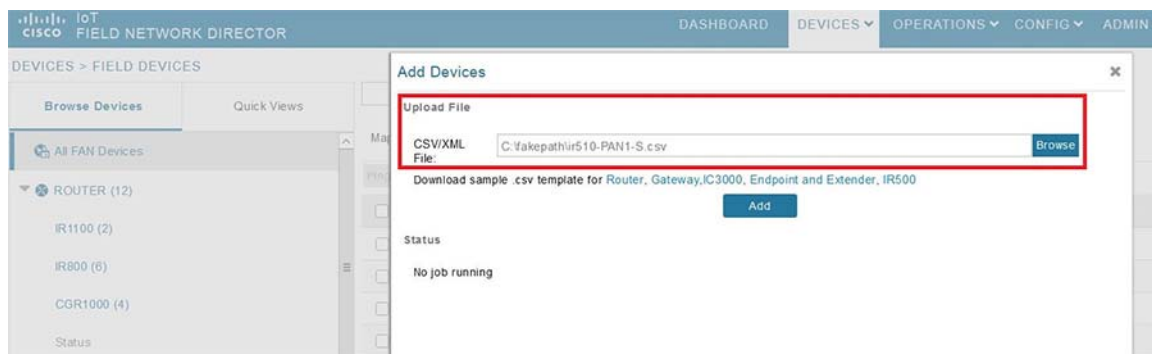 IoT
CISCO FIELD NETWORK DIRECTOR
DASHBOARD DEVICES OPERATIONS CONFIG ADMIN
DEVICES > FIELD DEVICES
Browse Devices Quick Views
All FAN Devices
ROUTER (12)
IR1100 (2)
IR800 (6)
CGR1000 (4)
Status
Map
Add Devices
Upload File
CSV/XML
File:
C:\fakepath\ir510-PAN1-S.csv
Browse
Download sample .csv template for Router, Gateway,IC3000, Endpoint and Extender, IR500
Add
Status
No job running